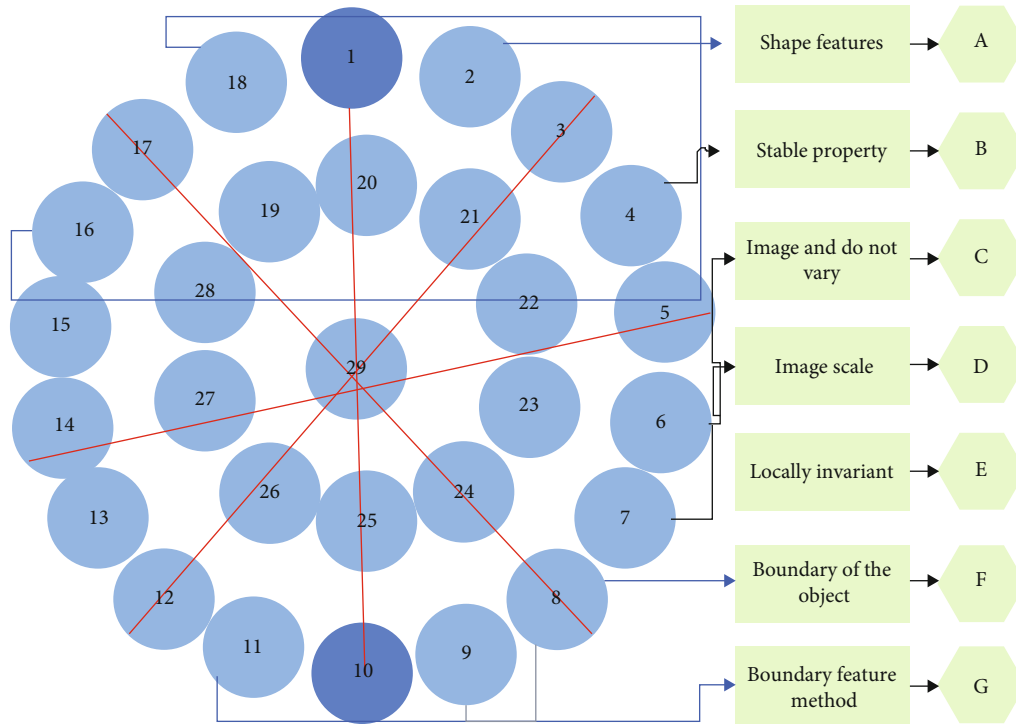 1
2
3
4
5
6
7
8
9
10
11
12
13
14
15
16
17
18
19
20
21
22
23
24
25
26
27
28
29
Shape features
A
Stable property
B
Image and do not
vary
C
Image scale
D
Locally invariant
E
Boundary of the
object
F
Boundary feature
method
G